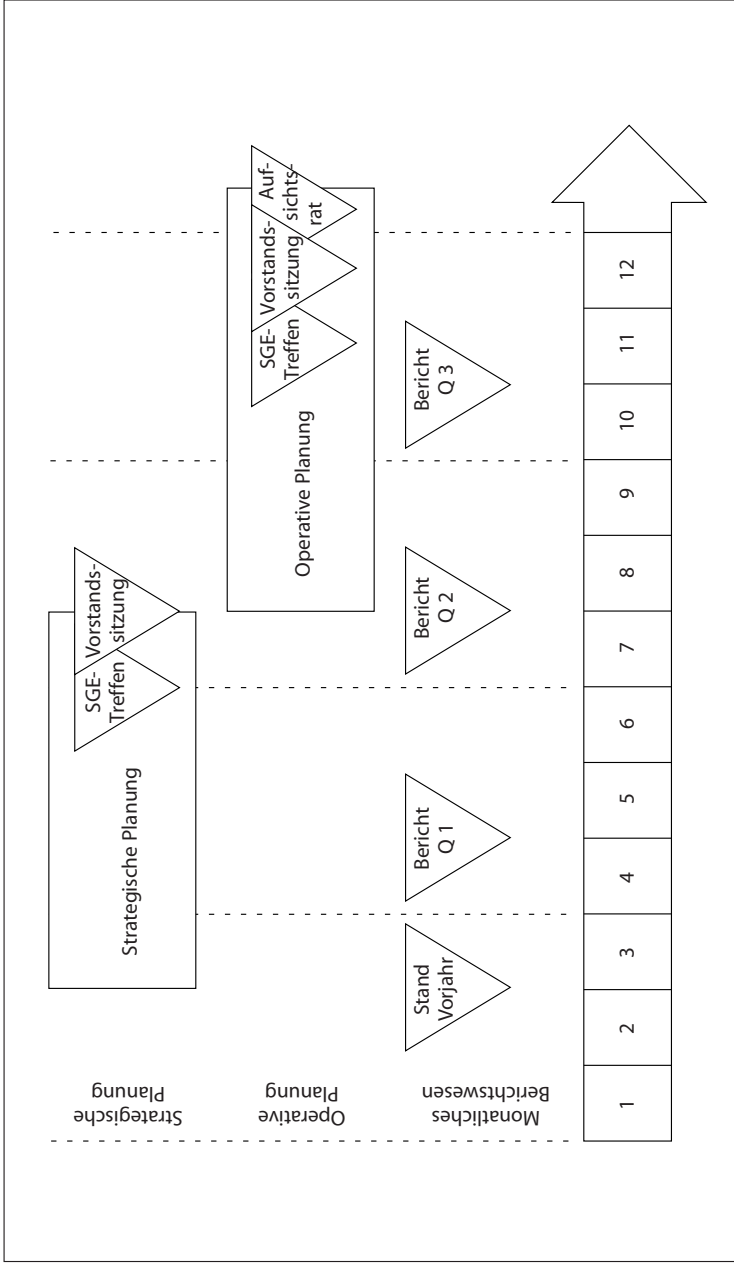 Strategische
Planung
Strategische Planung
SGE-
Treffen
Vorstands-
sitzung
Operative
Planung
Operative Planung
SGE-
Treffen
Vorstands-
sitzung
Auf-
sichts-
rat
Monatliches
Berichtswesen
Stand
Vorjahr
Bericht
Q 1
Bericht
Q 2
Bericht
Q 3
1
2
3
4
5
6
7
8
9
10
11
12